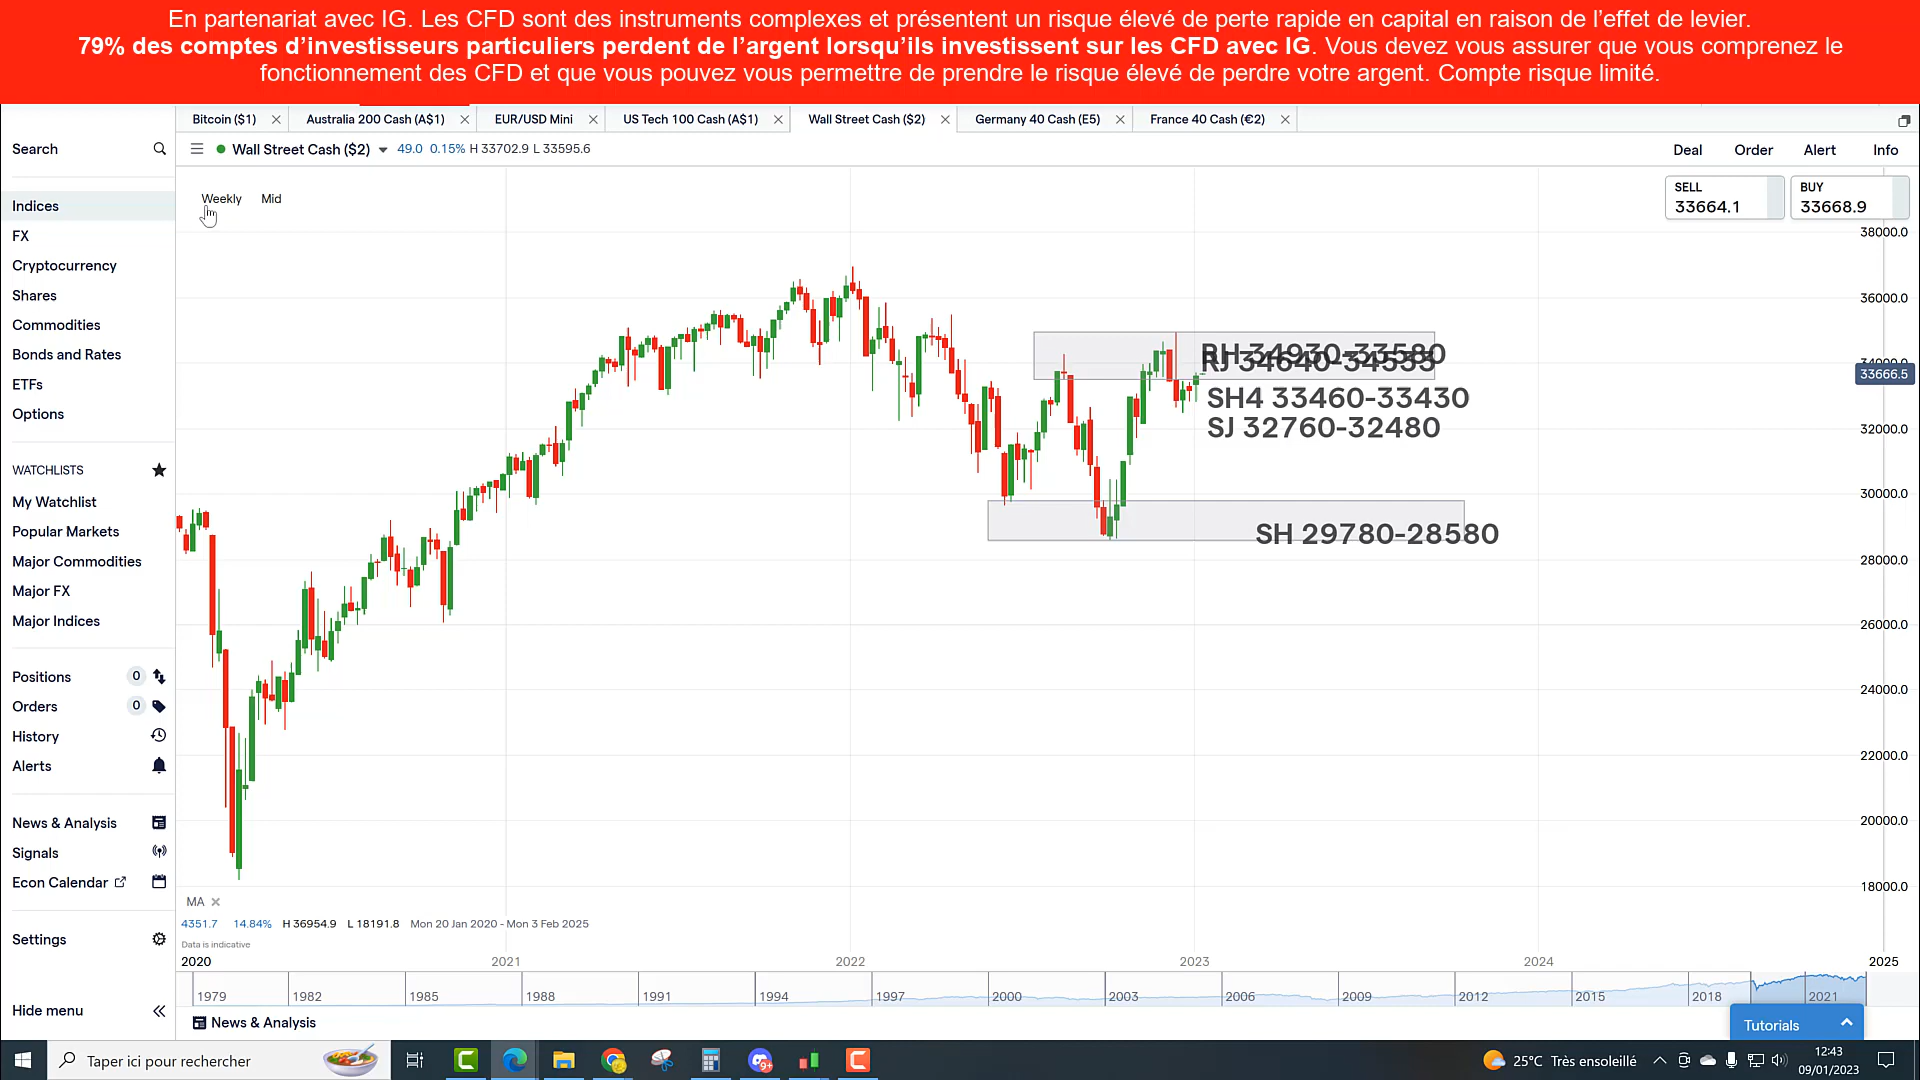 En partenariat avec IG. Les CFD sont des instruments complexes et présentent un risque élevé de perte rapide en capital en raison de l'effet de levier.
79% des comptes d'investisseurs particuliers perdent de l'argent lorsqu'ils investissent sur les CFD avec IG. Vous devez vous assurer que vous comprenez le
fonctionnement des CFD et que vous pouvez vous permettre de prendre le risque élevé de perdre votre argent. Compte risque limité.
Bitcoin ($1) Australia 200 Cash (A$1) EUR/USD Mini US Tech 100 Cash (A$1) Wall Street Cash ($2) Germany 40 Cash (€5) France 40 Cash (€2)
Search
Wall Street Cash ($2) 49.0 0.15% H 33702.9 L 33595.6
Deal Order Alert Info
Weekly Mid
SELL
33664.1
BUY
33668.9
Indices
FX
Cryptocurrency
Shares
Commodities
Bonds and Rates
ETFs
Options
WATCHLISTS
My Watchlist
Popular Markets
Major Commodities
Major FX
Major Indices
Positions 0
Orders 0
History
Alerts
News & Analysis
Signals
Econ Calendar
Settings
Hide menu
RH 34930-33580
RJ 34640-34555
SH4 33460-33430
SJ 32760-32480
SH 29780-28580
38000.0
36000.0
34000.0
33666.5
32000.0
30000.0
28000.0
26000.0
24000.0
22000.0
20000.0
18000.0
MA
4351.7 14.84% H 36954.9 L 18191.8 Mon 20 Jan 2020 - Mon 3 Feb 2025
Data is indicative
2020 2021 2022 2023 2024 2025
1979 1982 1985 1988 1991 1994 1997 2000 2003 2006 2009 2012 2015 2018 2021
News & Analysis
Tutorials
Taper ici pour rechercher
9+
25°C Très ensoleillé
12:43
09/01/2023